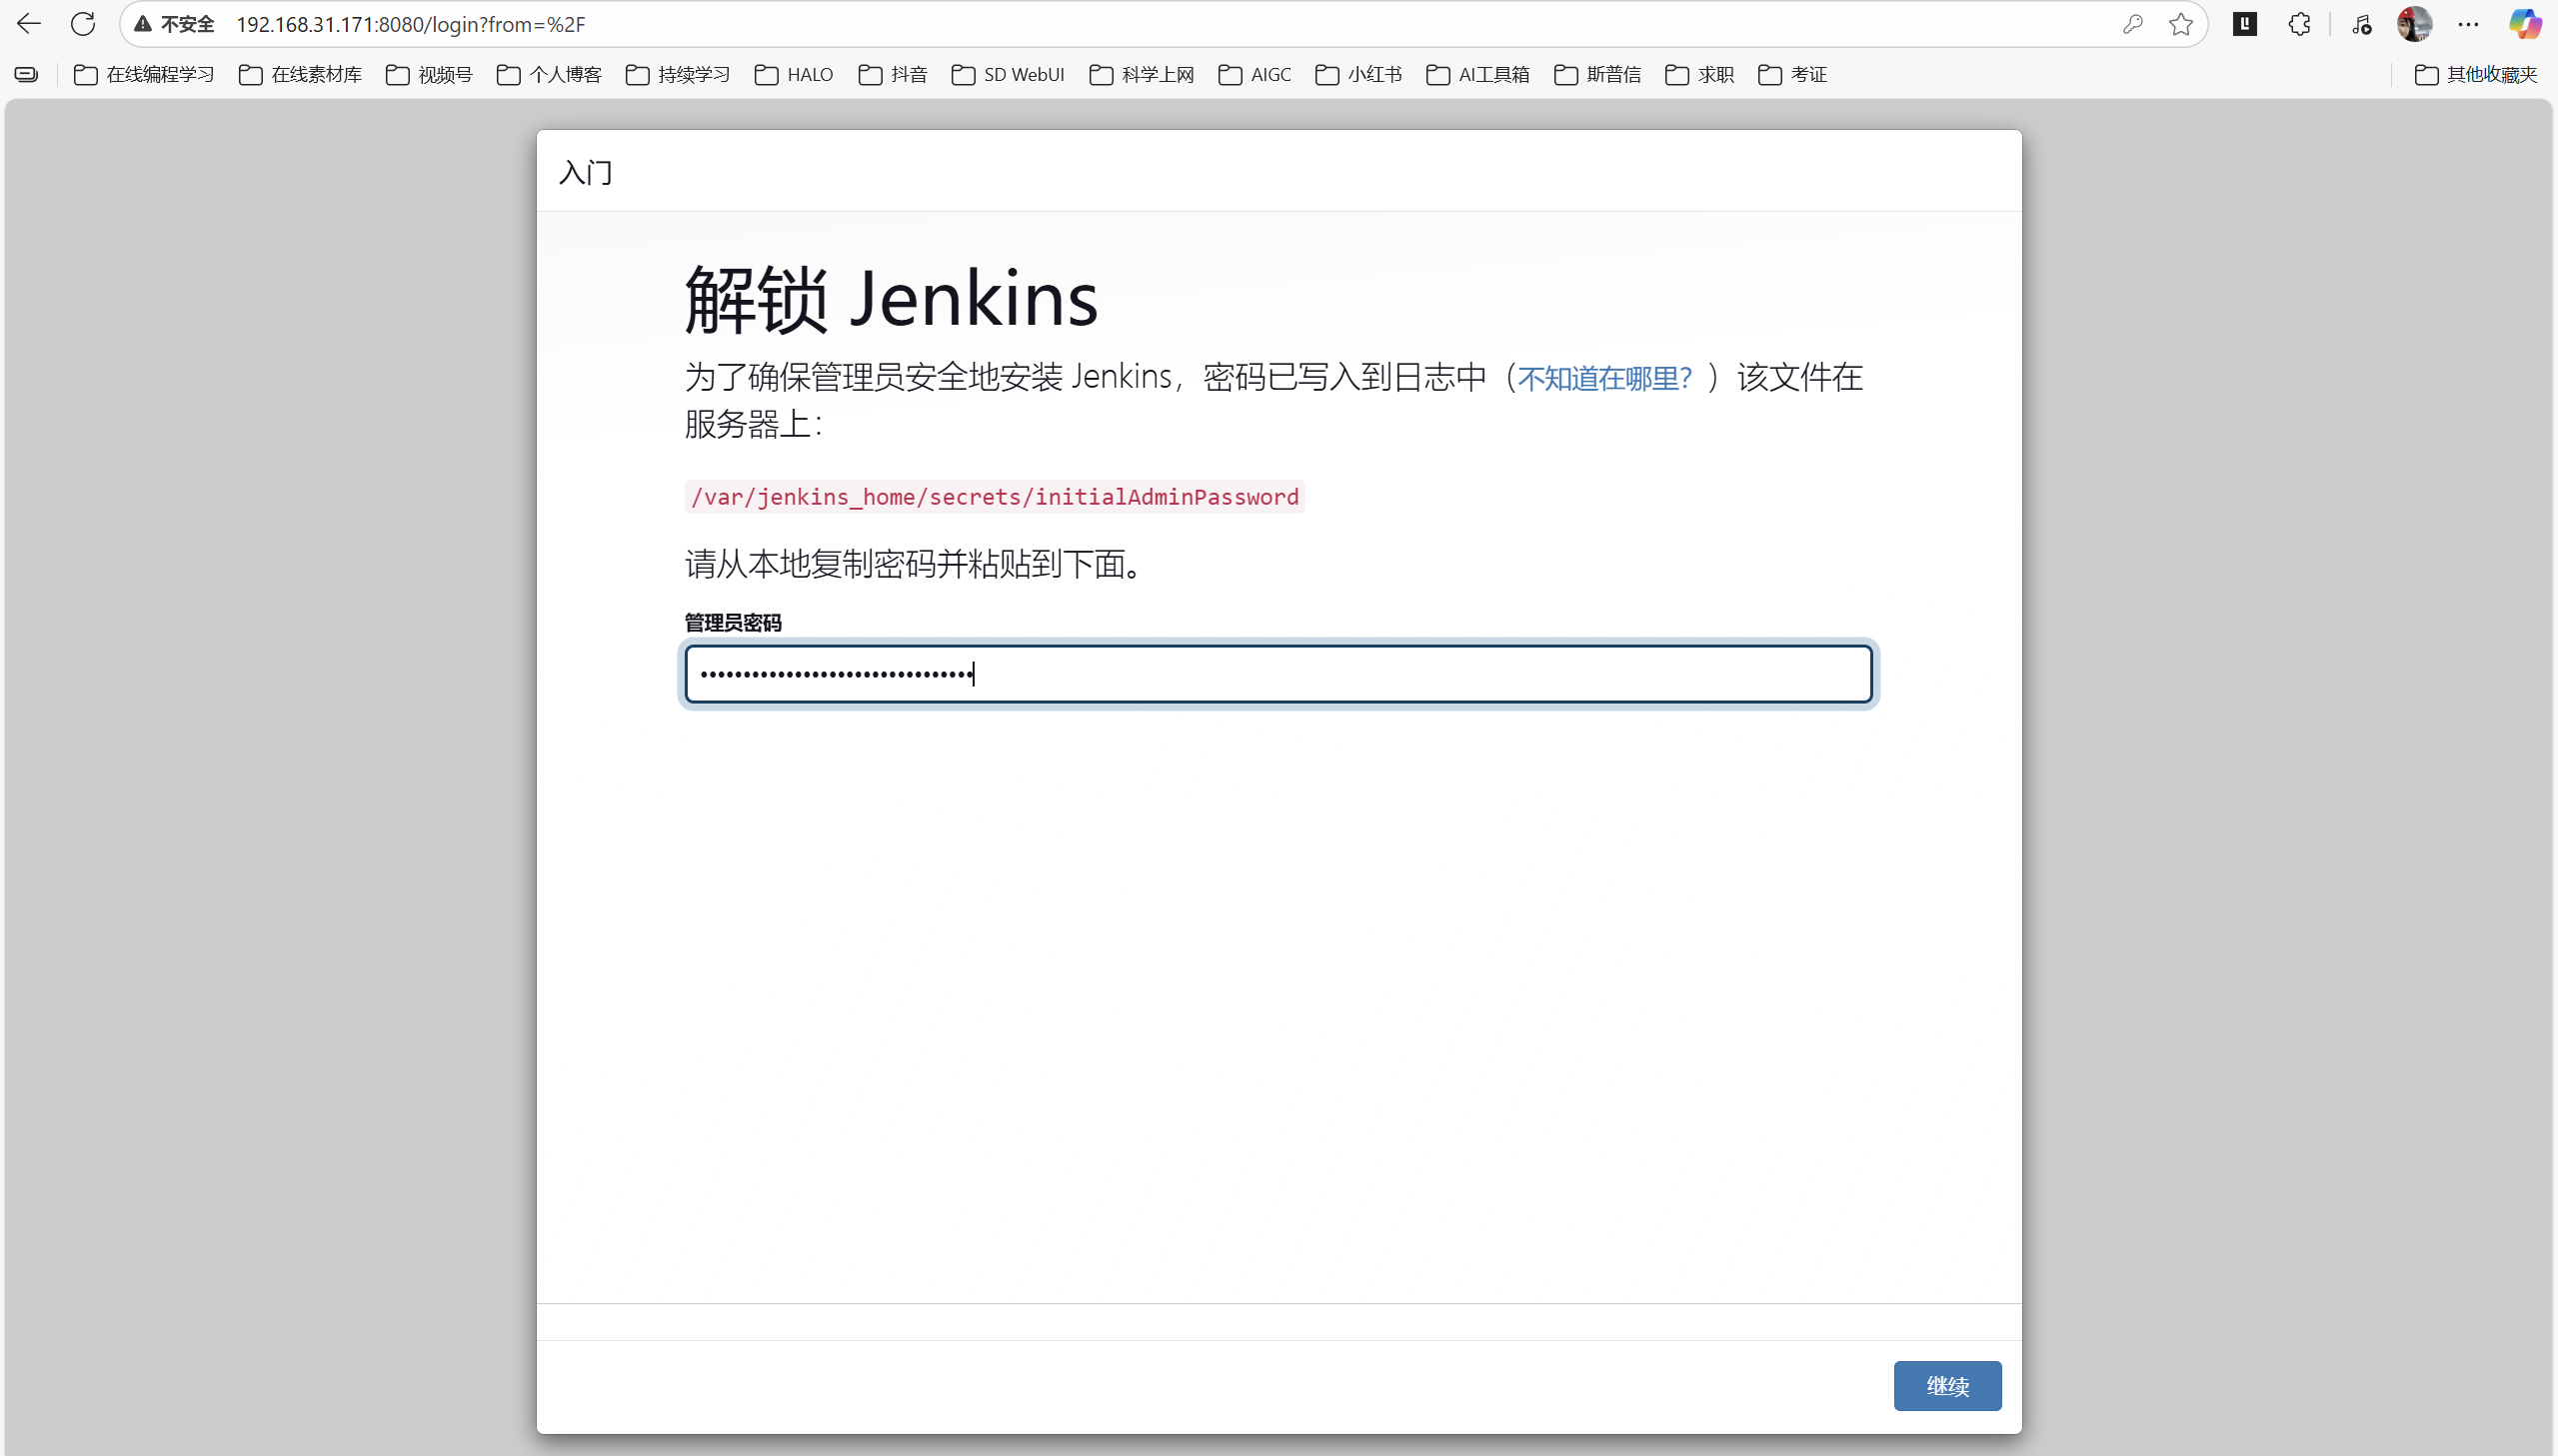 不安全 192.168.31.171:8080/login?from=%2F
在线编程学习 在线素材库 视频号 个人博客 持续学习 HALO 抖音 SD WebUI 科学上网 AIGC 小红书 AI工具箱 斯普信 求职 考证 其他收藏夹
入门
解锁 Jenkins
为了确保管理员安全地安装 Jenkins，密码已写入到日志中（不知道在哪里？）该文件在
服务器上：
/var/jenkins_home/secrets/initialAdminPassword
请从本地复制密码并粘贴到下面。
管理员密码
••••••••••••••••••••••••••••••••
继续